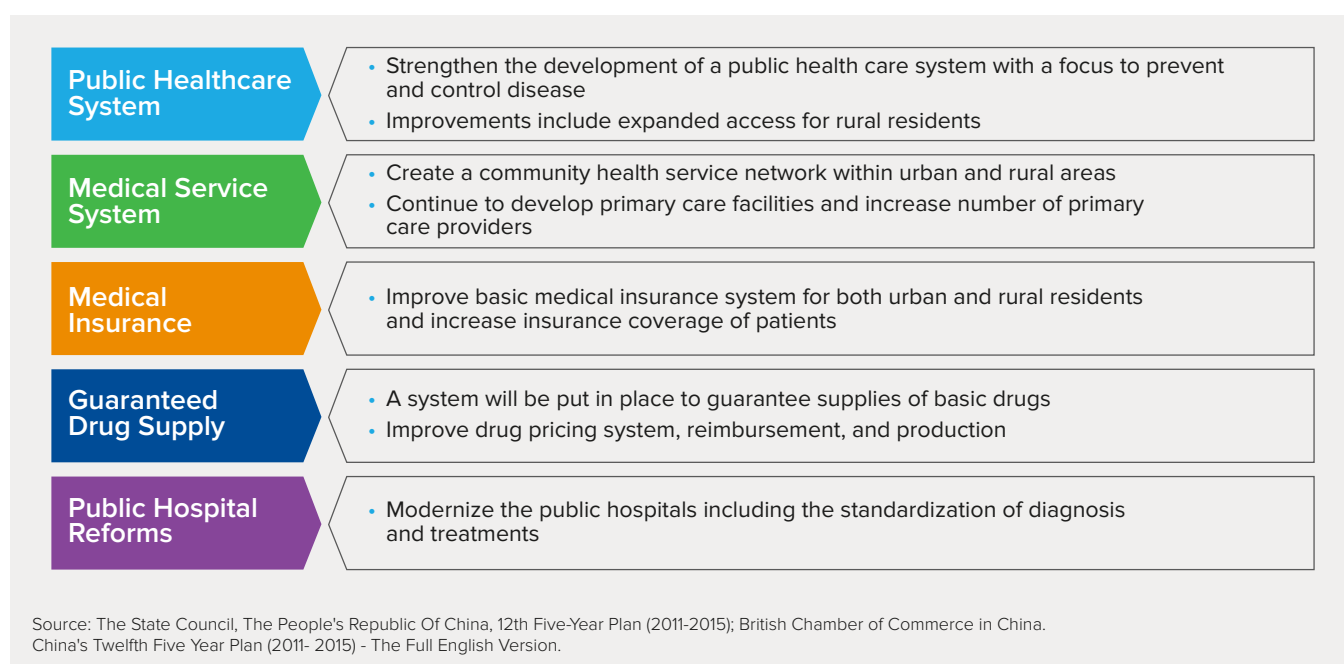 Public Healthcare
System
• Strengthen the development of a public health care system with a focus to prevent
and control disease
• Improvements include expanded access for rural residents
Medical Service
System
• Create a community health service network within urban and rural areas
• Continue to develop primary care facilities and increase number of primary
care providers
Medical
Insurance
• Improve basic medical insurance system for both urban and rural residents
and increase insurance coverage of patients
Guaranteed
Drug Supply
• A system will be put in place to guarantee supplies of basic drugs
• Improve drug pricing system, reimbursement, and production
Public Hospital
Reforms
• Modernize the public hospitals including the standardization of diagnosis
and treatments
Source: The State Council, The People's Republic Of China, 12th Five-Year Plan (2011-2015); British Chamber of Commerce in China.
China's Twelfth Five Year Plan (2011- 2015) - The Full English Version.